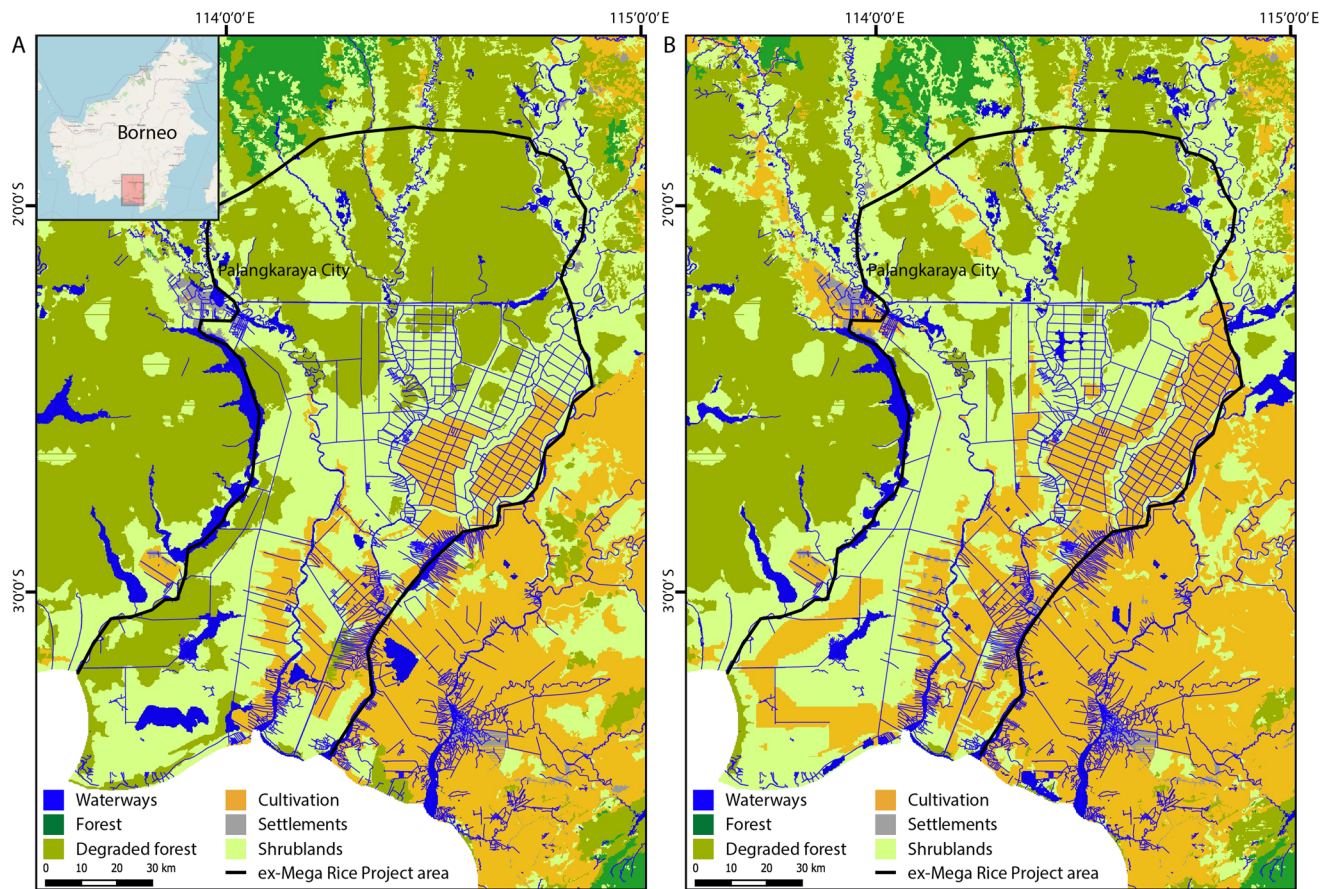 114°0'0"E
115°0'0"E
114°0'0"E
115°0'0"E
A
B
Borneo
2°0'0"S
2°0'0"S
Palangkaraya City
Palangkaraya City
3°0'0"S
3°0'0"S
Waterways
Cultivation
Forest
Settlements
Degraded forest
Shrublands
0 10 20 30 km
ex-Mega Rice Project area
Waterways
Cultivation
Forest
Settlements
Degraded forest
Shrublands
0 10 20 30 km
ex-Mega Rice Project area